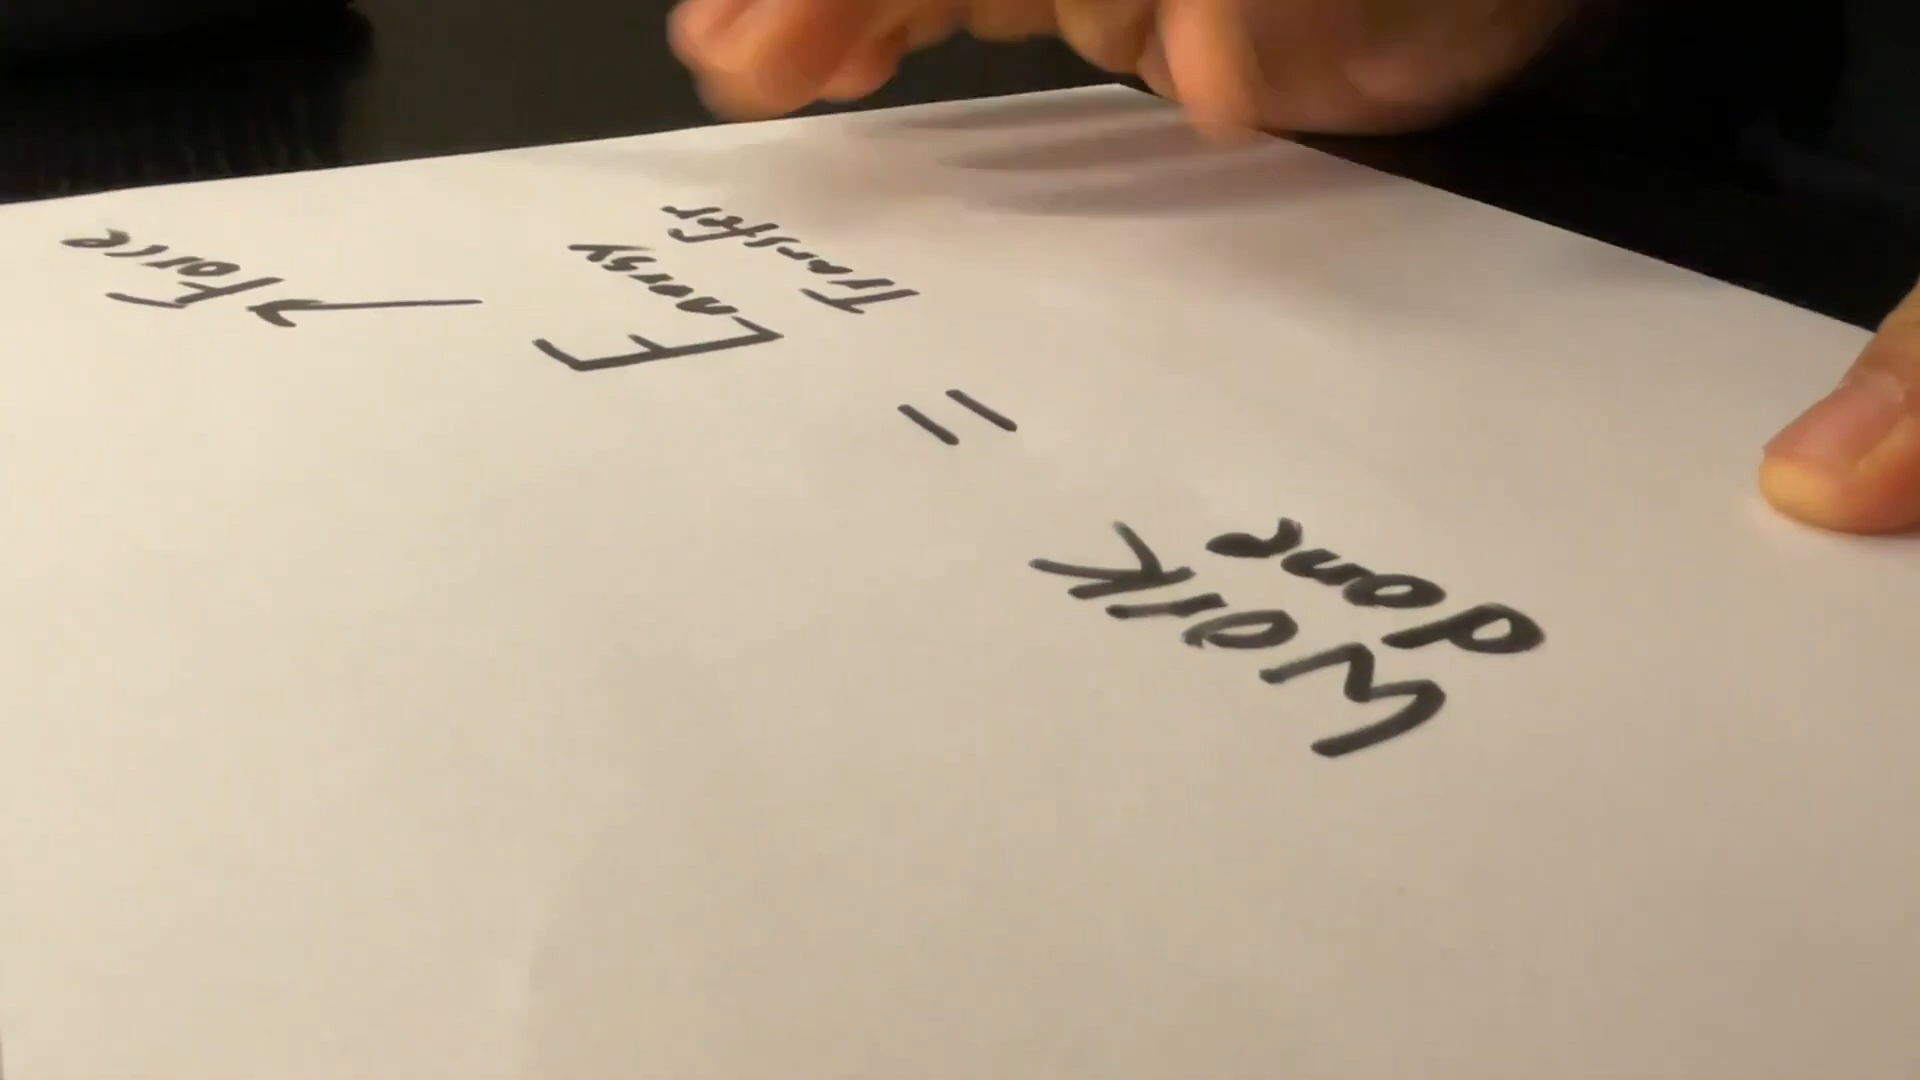 Work
done
=
Energy
Transfer
→ Force